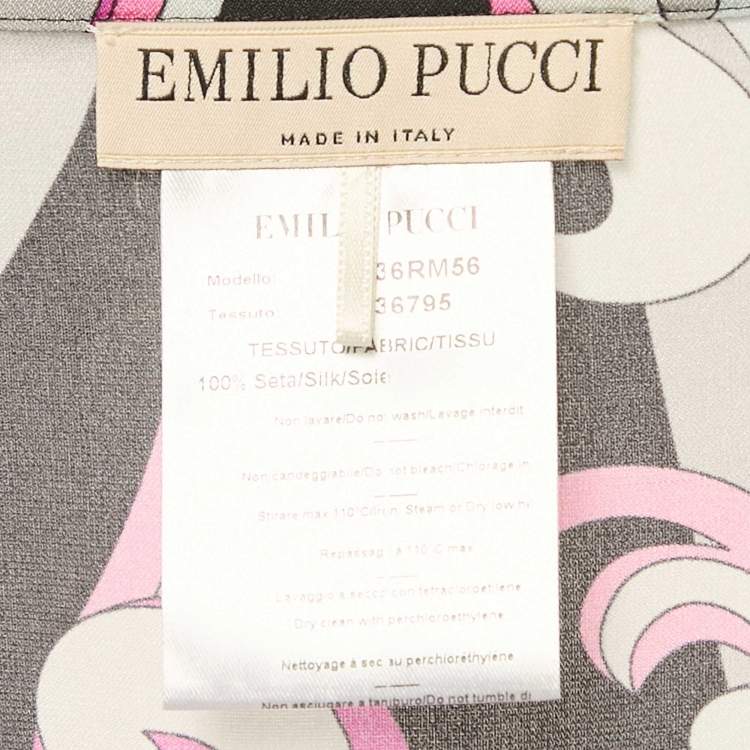 EMILIO PUCCI
MADE IN ITALY
EMIL PUCCI
Modello: 36RM56
Tessuto: 36795
TESSUTO/FABRIC/TISSU
100% Seta/Silk/Soie
Non lavare/Do not wash/Lavage interdit
Non candeggiabile/Do not bleach/Chlorage in
Stirare max 110°C/Iron, Steam or Dry low h
Repassag à 110°C max
Lavaggio a secco con tetracloroetilene
Dry clean with perchloroethylene
Nettoyage à sec au perchloréthylène
Non asciugare a tamburo/Do not tumble d